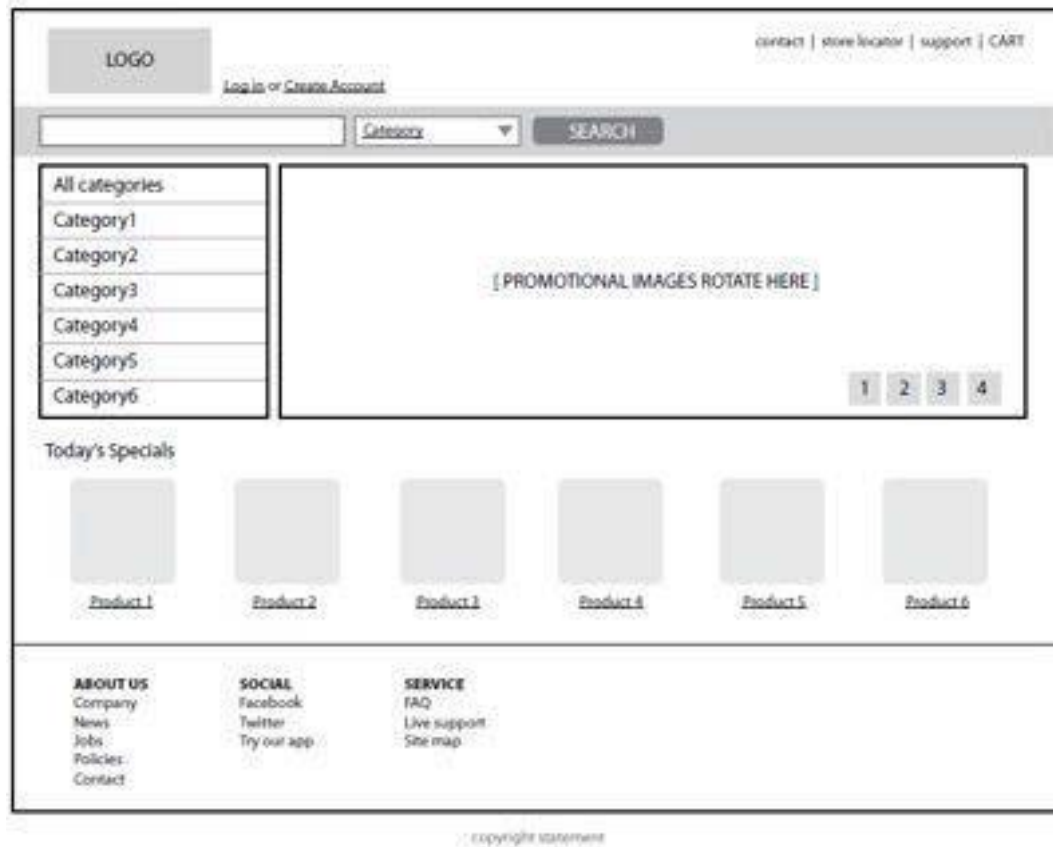 LOGO
contact | store locator | support | CART
Log in or Create Account
Category
SEARCH
All categories
Category1
Category2
Category3
Category4
Category5
Category6
[ PROMOTIONAL IMAGES ROTATE HERE ]
1 2 3 4
Today's Specials
Product 1
Product 2
Product 3
Product 4
Product 5
Product 6
ABOUT US
Company
News
Jobs
Policies
Contact
SOCIAL
Facebook
Twitter
Try our app
SERVICE
FAQ
Live support
Site map
copyright statement